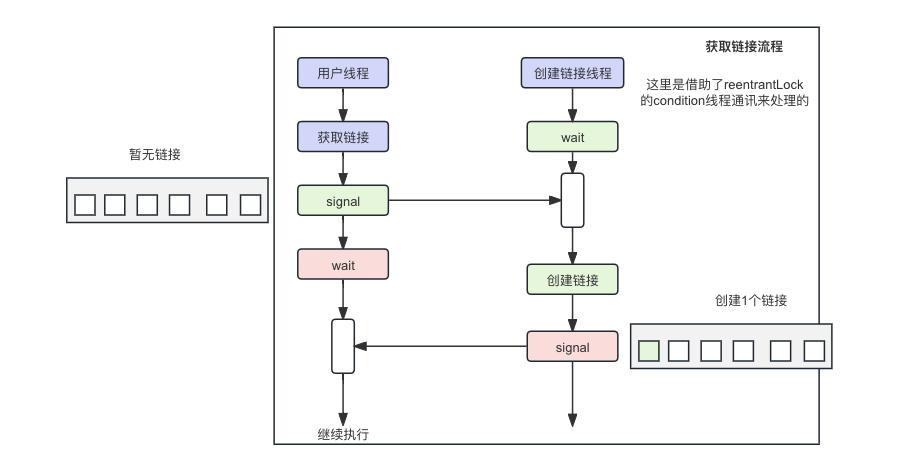 获取链接流程
这里是借助了reentrantLock
的condition线程通讯来处理的
用户线程
创建链接线程
获取链接
wait
暂无链接
signal
wait
创建链接
创建1个链接
signal
继续执行